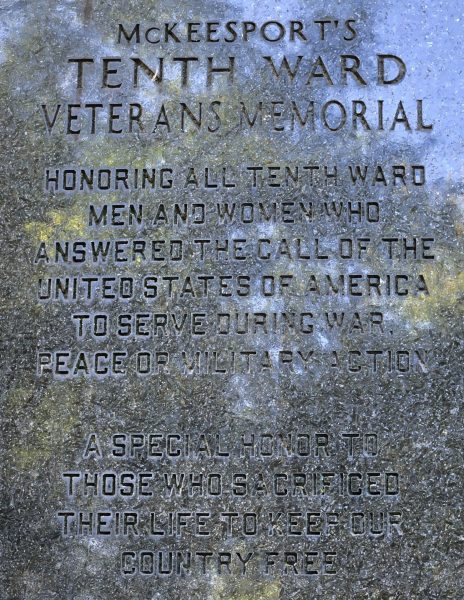 McKEESPORT'S
TENTH WARD
VETERANS MEMORIAL
HONORING ALL TENTH WARD
MEN AND WOMEN WHO
ANSWERED THE CALL OF THE
UNITED STATES OF AMERICA
TO SERVE DURING WAR,
PEACE OR MILITARY ACTION
A SPECIAL HONOR TO
THOSE WHO SACRIFICED
THEIR LIFE TO KEEP OUR
COUNTRY FREE